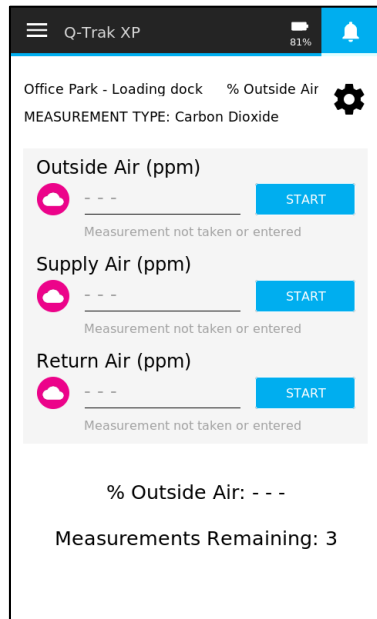 Q-Trak XP
81%
Office Park - Loading dock % Outside Air
MEASUREMENT TYPE: Carbon Dioxide
Outside Air (ppm)
- - -
START
Measurement not taken or entered
Supply Air (ppm)
- - -
START
Measurement not taken or entered
Return Air (ppm)
- - -
START
Measurement not taken or entered
% Outside Air: - - -
Measurements Remaining: 3